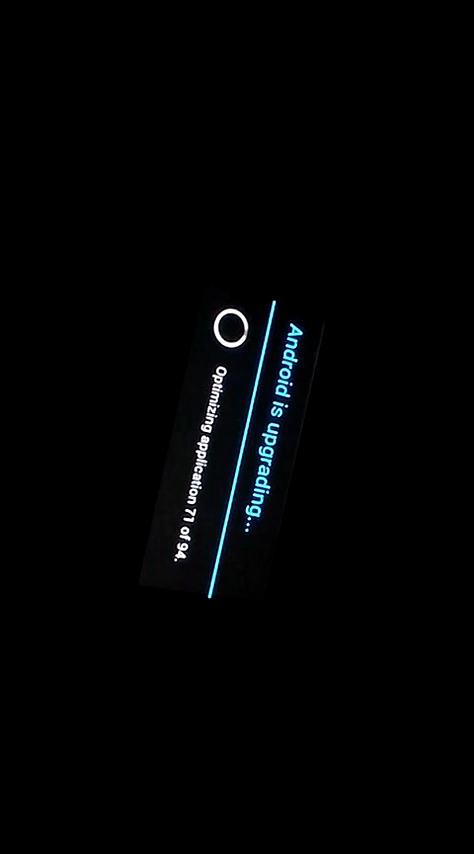 Android is upgrading...
Optimizing application 71 of 94.